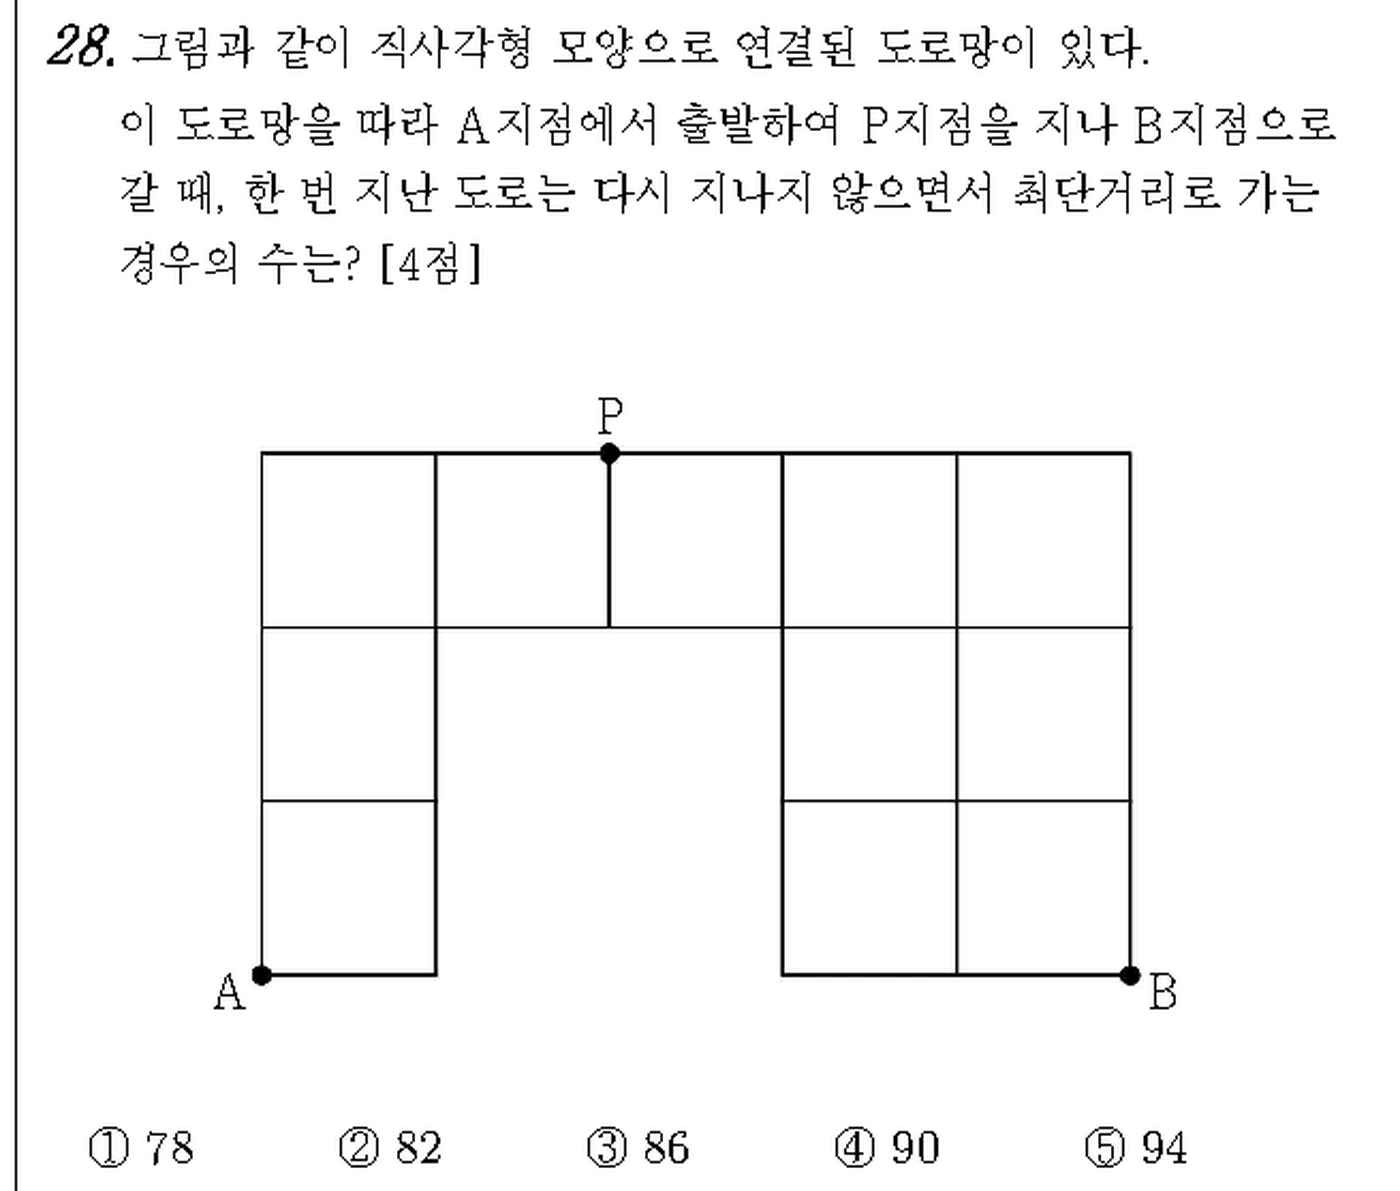 28. 그림과 같이 직사각형 모양으로 연결된 도로망이 있다.
이 도로망을 따라 A지점에서 출발하여 P지점을 지나 B지점으로
갈 때, 한 번 지난 도로는 다시 지나지 않으면서 최단거리로 가는
경우의 수는? [4점]
P
A
B
① 78 ② 82 ③ 86 ④ 90 ⑤ 94